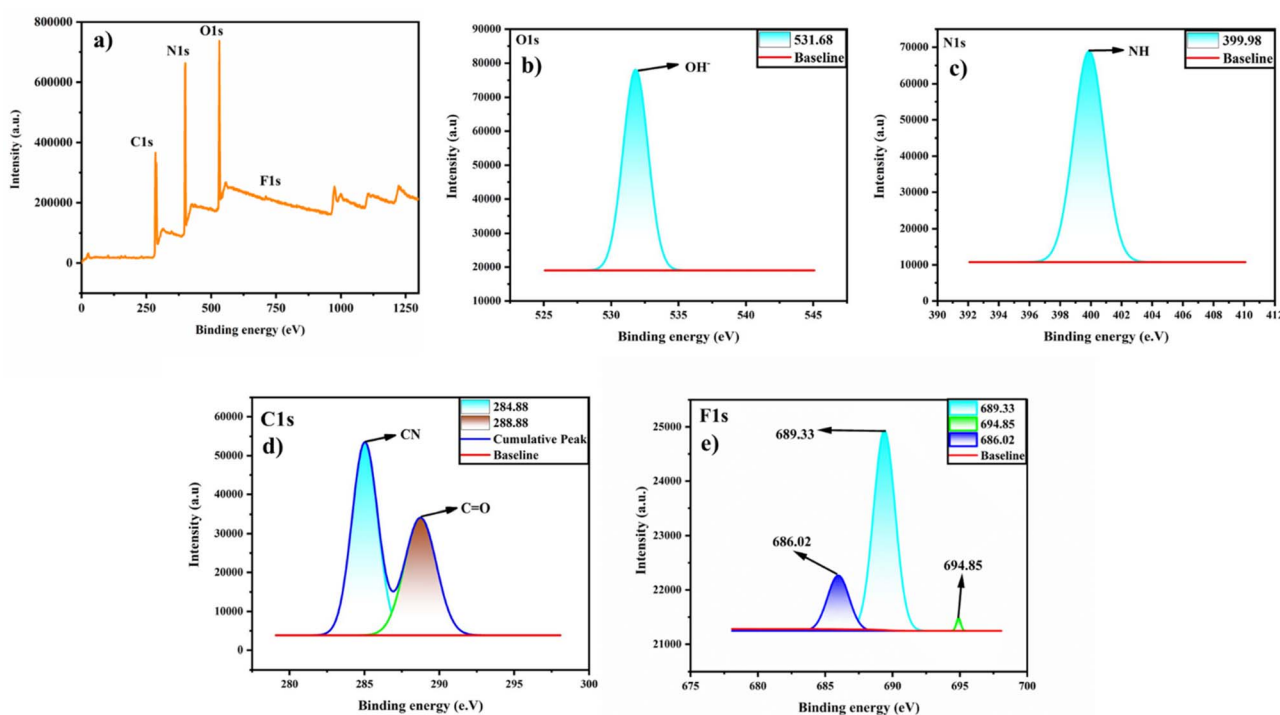 a)
800000
600000
400000
200000
0
Intensity (a.u.)
C1s
N1s
O1s
F1s
0
250
500
750
1000
1250
Binding energy (eV)
O1s
b)
90000
80000
70000
60000
50000
40000
30000
20000
10000
Intensity (a.u)
OH-
531.68
Baseline
525
530
535
540
545
Binding energy (eV)
N1s
c)
70000
60000
50000
40000
30000
20000
10000
0
Intensity (a.u)
NH
399.98
Baseline
390
392
394
396
398
400
402
404
406
408
410
412
Binding energy (e.V)
C1s
d)
60000
50000
40000
30000
20000
10000
0
Intensity (a.u)
CN
C=O
284.88
288.88
Cumulative Peak
Baseline
280
285
290
295
300
Binding energy (e.V)
F1s
e)
25000
24000
23000
22000
21000
Intensity (a.u.)
689.33
686.02
694.85
689.33
694.85
686.02
Baseline
675
680
685
690
695
700
Binding energy (eV)